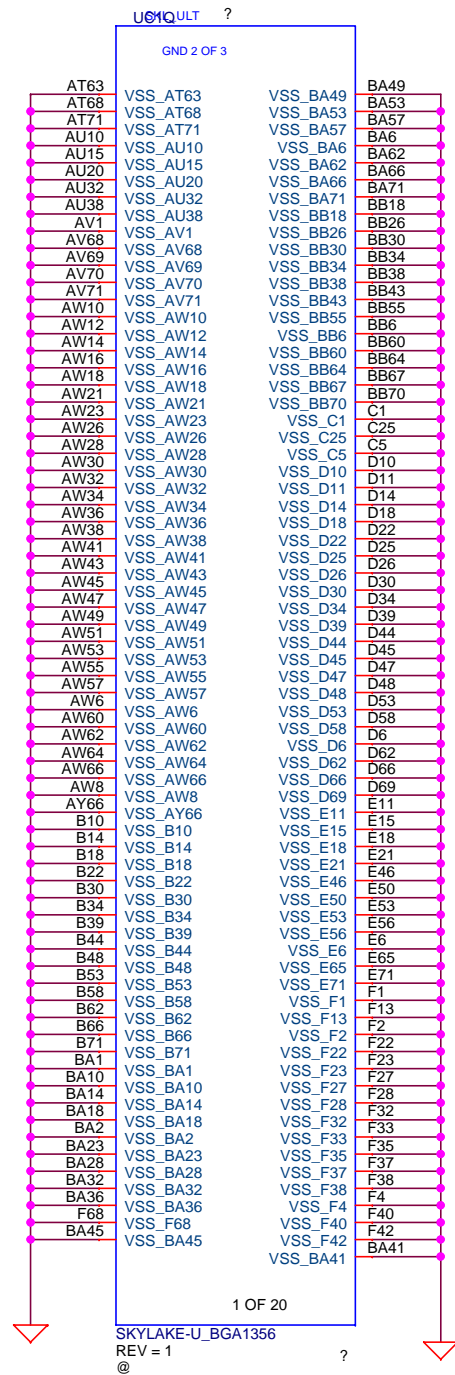 UC1Q
SKL_ULT ?
GND 2 OF 3
AT63 VSS_AT63 VSS_BA49 BA49
AT68 VSS_AT68 VSS_BA53 BA53
AT71 VSS_AT71 VSS_BA57 BA57
AU10 VSS_AU10 VSS_BA6 BA6
AU15 VSS_AU15 VSS_BA62 BA62
AU20 VSS_AU20 VSS_BA66 BA66
AU32 VSS_AU32 VSS_BA71 BA71
AU38 VSS_AU38 VSS_BB18 BB18
AV1 VSS_AV1 VSS_BB26 BB26
AV68 VSS_AV68 VSS_BB30 BB30
AV69 VSS_AV69 VSS_BB34 BB34
AV70 VSS_AV70 VSS_BB38 BB38
AV71 VSS_AV71 VSS_BB43 BB43
AW10 VSS_AW10 VSS_BB55 BB55
AW12 VSS_AW12 VSS_BB6 BB6
AW14 VSS_AW14 VSS_BB60 BB60
AW16 VSS_AW16 VSS_BB64 BB64
AW18 VSS_AW18 VSS_BB67 BB67
AW21 VSS_AW21 VSS_BB70 BB70
AW23 VSS_AW23 VSS_C1 C1
AW26 VSS_AW26 VSS_C25 C25
AW28 VSS_AW28 VSS_C5 C5
AW30 VSS_AW30 VSS_D10 D10
AW32 VSS_AW32 VSS_D11 D11
AW34 VSS_AW34 VSS_D14 D14
AW36 VSS_AW36 VSS_D18 D18
AW38 VSS_AW38 VSS_D22 D22
AW41 VSS_AW41 VSS_D25 D25
AW43 VSS_AW43 VSS_D26 D26
AW45 VSS_AW45 VSS_D30 D30
AW47 VSS_AW47 VSS_D34 D34
AW49 VSS_AW49 VSS_D39 D39
AW51 VSS_AW51 VSS_D44 D44
AW53 VSS_AW53 VSS_D45 D45
AW55 VSS_AW55 VSS_D47 D47
AW57 VSS_AW57 VSS_D48 D48
AW6 VSS_AW6 VSS_D53 D53
AW60 VSS_AW60 VSS_D58 D58
AW62 VSS_AW62 VSS_D6 D6
AW64 VSS_AW64 VSS_D62 D62
AW66 VSS_AW66 VSS_D66 D66
AW8 VSS_AW8 VSS_D69 D69
AY66 VSS_AY66 VSS_E11 E11
B10 VSS_B10 VSS_E15 E15
B14 VSS_B14 VSS_E18 E18
B18 VSS_B18 VSS_E21 E21
B22 VSS_B22 VSS_E46 E46
B30 VSS_B30 VSS_E50 E50
B34 VSS_B34 VSS_E53 E53
B39 VSS_B39 VSS_E56 E56
B44 VSS_B44 VSS_E6 E6
B48 VSS_B48 VSS_E65 E65
B53 VSS_B53 VSS_E71 E71
B58 VSS_B58 VSS_F1 F1
B62 VSS_B62 VSS_F13 F13
B66 VSS_B66 VSS_F2 F2
B71 VSS_B71 VSS_F22 F22
BA1 VSS_BA1 VSS_F23 F23
BA10 VSS_BA10 VSS_F27 F27
BA14 VSS_BA14 VSS_F28 F28
BA18 VSS_BA18 VSS_F32 F32
BA2 VSS_BA2 VSS_F33 F33
BA23 VSS_BA23 VSS_F35 F35
BA28 VSS_BA28 VSS_F37 F37
BA32 VSS_BA32 VSS_F38 F38
BA36 VSS_BA36 VSS_F4 F4
F68 VSS_F68 VSS_F40 F40
BA45 VSS_BA45 VSS_F42 F42
VSS_BA41 BA41
1 OF 20
SKYLAKE-U_BGA1356
REV = 1 ?
@